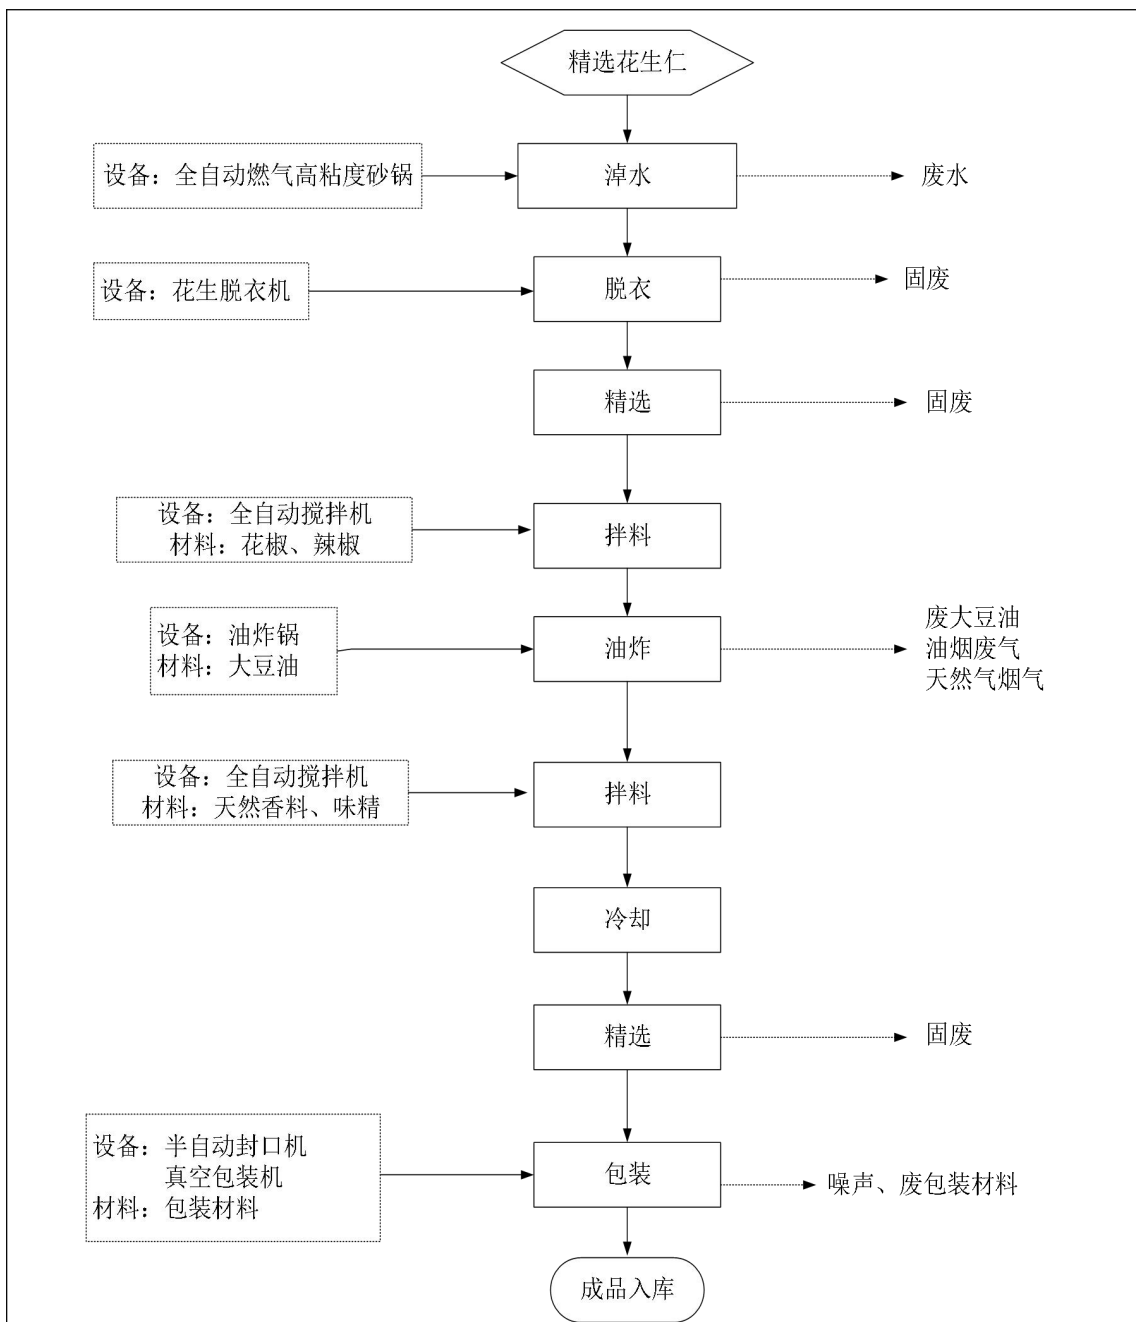 精选花生仁
设备：全自动燃气高粘度砂锅
淖水
废水
设备：花生脱衣机
脱衣
固废
精选
固废
设备：全自动搅拌机
材料：花椒、辣椒
拌料
设备：油炸锅
材料：大豆油
油炸
废大豆油
油烟废气
天然气烟气
设备：全自动搅拌机
材料：天然香料、味精
拌料
冷却
精选
固废
设备：半自动封口机
真空包装机
材料：包装材料
包装
噪声、废包装材料
成品入库